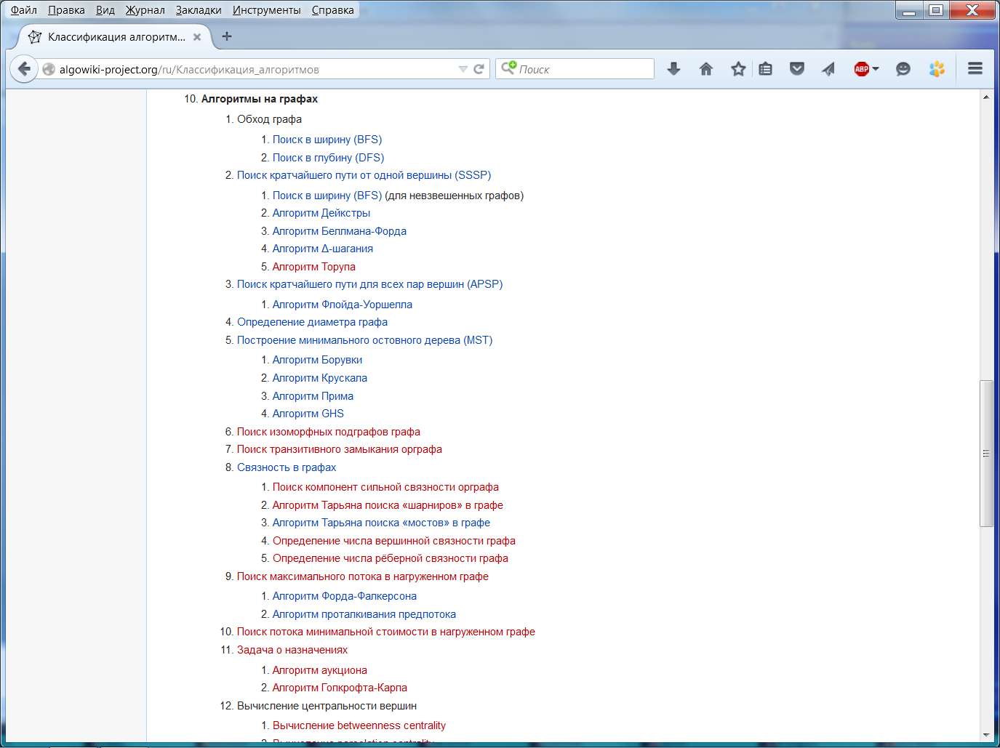 Файл Правка Вид Журнал Закладки Инструменты Справка
Классификация алгоритм...
algowiki-project.org/ru/Классификация_алгоритмов
Поиск
ABP
10. Алгоритмы на графах
1. Обход графа
1. Поиск в ширину (BFS)
2. Поиск в глубину (DFS)
2. Поиск кратчайшего пути от одной вершины (SSSP)
1. Поиск в ширину (BFS) (для невзвешенных графов)
2. Алгоритм Дейкстры
3. Алгоритм Беллмана-Форда
4. Алгоритм Δ-шагания
5. Алгоритм Торупа
3. Поиск кратчайшего пути для всех пар вершин (APSP)
1. Алгоритм Флойда-Уоршелла
4. Определение диаметра графа
5. Построение минимального остовного дерева (MST)
1. Алгоритм Борувки
2. Алгоритм Крускала
3. Алгоритм Прима
4. Алгоритм GHS
6. Поиск изоморфных подграфов графа
7. Поиск транзитивного замыкания орграфа
8. Связность в графах
1. Поиск компонент сильной связности орграфа
2. Алгоритм Тарьяна поиска «шарниров» в графе
3. Алгоритм Тарьяна поиска «мостов» в графе
4. Определение числа вершинной связности графа
5. Определение числа рёберной связности графа
9. Поиск максимального потока в нагруженном графе
1. Алгоритм Форда-Фалкерсона
2. Алгоритм проталкивания предпотока
10. Поиск потока минимальной стоимости в нагруженном графе
11. Задача о назначениях
1. Алгоритм аукциона
2. Алгоритм Гопкрофта-Карпа
12. Вычисление центральности вершин
1. Вычисление betweenness centrality